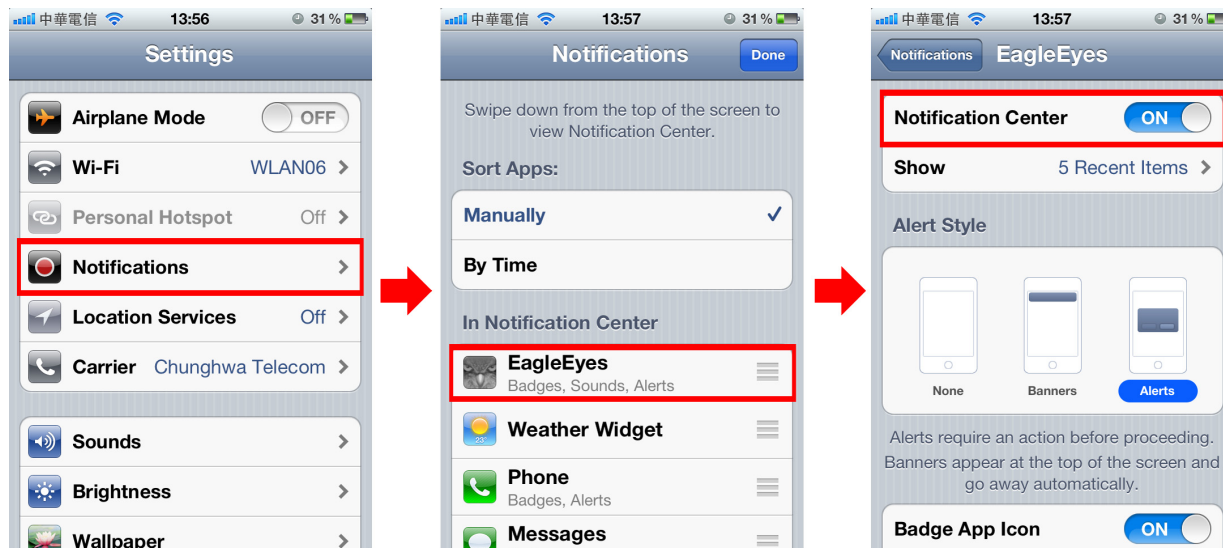 中華電信 13:56 31 %
Settings
Airplane Mode OFF
Wi-Fi WLAN06
Personal Hotspot Off
Notifications
Location Services Off
Carrier Chunghwa Telecom
Sounds
Brightness
Wallpaper
中華電信 13:57 31 %
Notifications Done
Swipe down from the top of the screen to
view Notification Center.
Sort Apps:
Manually
By Time
In Notification Center
EagleEyes
Badges, Sounds, Alerts
23°
Weather Widget
Phone
Badges, Alerts
Messages
中華電信 13:57 31 %
Notifications EagleEyes
Notification Center ON
Show 5 Recent Items
Alert Style
None Banners Alerts
Alerts require an action before proceeding.
Banners appear at the top of the screen and
go away automatically.
Badge App Icon ON